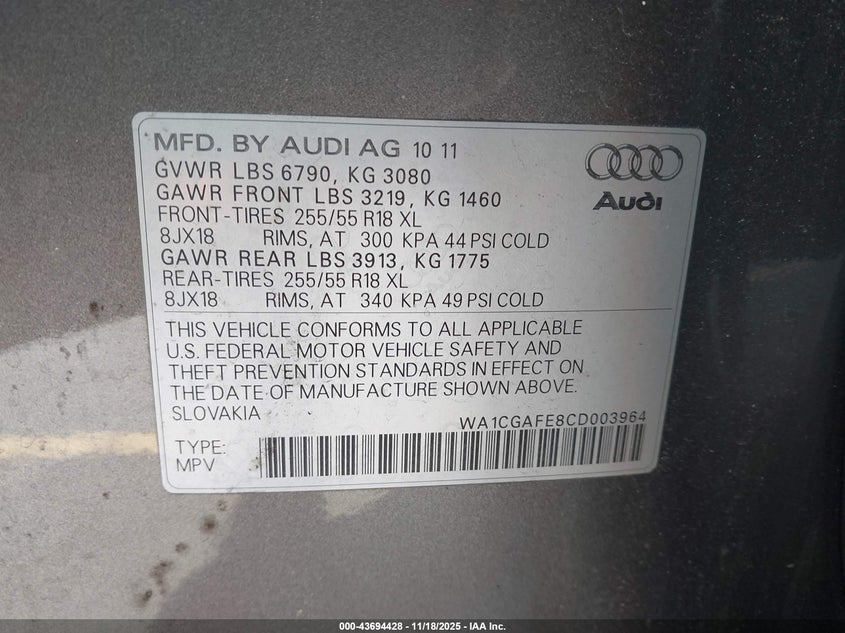 MFD. BY AUDI AG 10 11
GVWR LBS 6790, KG 3080
GAWR FRONT LBS 3219, KG 1460
FRONT-TIRES 255/55 R18 XL
8JX18 RIMS, AT 300 KPA 44 PSI COLD
GAWR REAR LBS 3913, KG 1775
REAR-TIRES 255/55 R18 XL
8JX18 RIMS, AT 340 KPA 49 PSI COLD
Audi
THIS VEHICLE CONFORMS TO ALL APPLICABLE
U.S. FEDERAL MOTOR VEHICLE SAFETY AND
THEFT PREVENTION STANDARDS IN EFFECT ON
THE DATE OF MANUFACTURE SHOWN ABOVE.
SLOVAKIA WA1CGAFE8CD003964
TYPE:
MPV
000-43694428 - 11/18/2025 - IAA Inc.